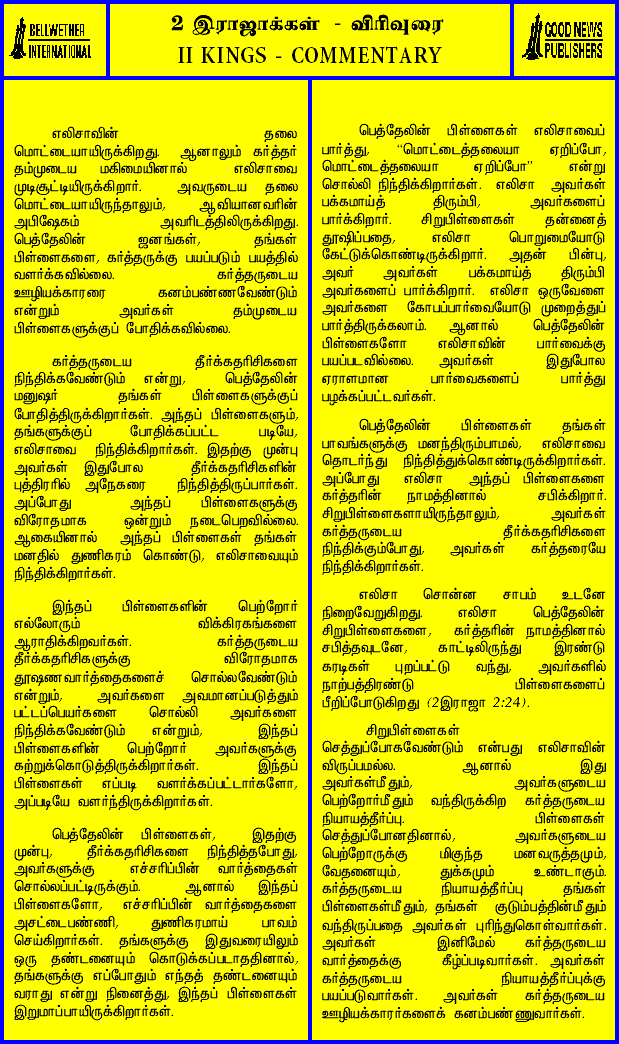 BELLWETHER
INTERNATIONAL
2 இராஜாக்கள் - விரிவுரை
II KINGS - COMMENTARY
GOOD NEWS
PUBLISHERS
எலிசாவின் தலை
மொட்டையாயிருக்கிறது. ஆனாலும் கர்த்தர்
தம்முடைய மகிமையினால் எலிசாவை
முடிசூட்டியிருக்கிறார். அவருடைய தலை
மொட்டையாயிருந்தாலும், ஆவியானவரின்
அபிஷேகம் அவரிடத்திலிருக்கிறது.
பெத்தேலின் ஜனங்கள், தங்கள்
பிள்ளைகளை, கர்த்தருக்கு பயப்படும் பயத்தில்
வளர்க்கவில்லை. கர்த்தருடைய
ஊழியக்காரரை கனம்பண்ணவேண்டும்
என்றும் அவர்கள் தம்முடைய
பிள்ளைகளுக்குப் போதிக்கவில்லை.
கர்த்தருடைய தீர்க்கதரிசிகளை
நிந்திக்கவேண்டும் என்று, பெத்தேலின்
மனுஷர் தங்கள் பிள்ளைகளுக்குப்
போதித்திருக்கிறார்கள். அந்தப் பிள்ளைகளும்,
தங்களுக்குப் போதிக்கப்பட்ட படியே,
எலிசாவை நிந்திக்கிறார்கள். இதற்கு முன்பு
அவர்கள் இதுபோல தீர்க்கதரிசிகளின்
புத்திரரில் அநேகரை நிந்தித்திருப்பார்கள்.
அப்போது அந்தப் பிள்ளைகளுக்கு
விரோதமாக ஒன்றும் நடைபெறவில்லை.
ஆகையினால் அந்தப் பிள்ளைகள் தங்கள்
மனதில் துணிகரம் கொண்டு, எலிசாவையும்
நிந்திக்கிறார்கள்.
இந்தப் பிள்ளைகளின் பெற்றோர்
எல்லோரும் விக்கிரகங்களை
ஆராதிக்கிறவர்கள். கர்த்தருடைய
தீர்க்கதரிசிகளுக்கு விரோதமாக
தூஷணவார்த்தைகளைச் சொல்லவேண்டும்
என்றும், அவர்களை அவமானப்படுத்தும்
பட்டப்பெயர்களை சொல்லி அவர்களை
நிந்திக்கவேண்டும் என்றும், இந்தப்
பிள்ளைகளின் பெற்றோர் அவர்களுக்கு
கற்றுக்கொடுத்திருக்கிறார்கள். இந்தப்
பிள்ளைகள் எப்படி வளர்க்கப்பட்டார்களோ,
அப்படியே வளர்ந்திருக்கிறார்கள்.
பெத்தேலின் பிள்ளைகள், இதற்கு
முன்பு, தீர்க்கதரிசிகளை நிந்தித்தபோது,
அவர்களுக்கு எச்சரிப்பின் வார்த்தைகள்
சொல்லப்பட்டிருக்கும். ஆனால் இந்தப்
பிள்ளைகளோ, எச்சரிப்பின் வார்த்தைகளை
அசட்டைபண்ணி, துணிகரமாய் பாவம்
செய்கிறார்கள். தங்களுக்கு இதுவரையிலும்
ஒரு தண்டனையும் கொடுக்கப்படாததினால்,
தங்களுக்கு எப்போதும் எந்தத் தண்டனையும்
வராது என்று நினைத்து, இந்தப் பிள்ளைகள்
இறுமாப்பாயிருக்கிறார்கள்.
பெத்தேலின் பிள்ளைகள் எலிசாவைப்
பார்த்து, “மொட்டைத்தலையா ஏறிப்போ,
மொட்டைத்தலையா ஏறிப்போ” என்று
சொல்லி நிந்திக்கிறார்கள். எலிசா அவர்கள்
பக்கமாய்த் திரும்பி, அவர்களைப்
பார்க்கிறார். சிறுபிள்ளைகள் தன்னைத்
தூஷிப்பதை, எலிசா பொறுமையோடு
கேட்டுக்கொண்டிருக்கிறார். அதன் பின்பு,
அவர் அவர்கள் பக்கமாய்த் திரும்பி
அவர்களைப் பார்க்கிறார். எலிசா ஒருவேளை
அவர்களை கோபப்பார்வையோடு முறைத்துப்
பார்த்திருக்கலாம். ஆனால் பெத்தேலின்
பிள்ளைகளோ எலிசாவின் பார்வைக்கு
பயப்படவில்லை. அவர்கள் இதுபோல
ஏராளமான பார்வைகளைப் பார்த்து
பழக்கப்பட்டவர்கள்.
பெத்தேலின் பிள்ளைகள் தங்கள்
பாவங்களுக்கு மனந்திரும்பாமல், எலிசாவை
தொடர்ந்து நிந்தித்துக்கொண்டிருக்கிறார்கள்.
அப்போது எலிசா அந்தப் பிள்ளைகளை
கர்த்தரின் நாமத்தினால் சபிக்கிறார்.
சிறுபிள்ளைகளாயிருந்தாலும், அவர்கள்
கர்த்தருடைய தீர்க்கதரிசிகளை
நிந்திக்கும்போது, அவர்கள் கர்த்தரையே
நிந்திக்கிறார்கள்.
எலிசா சொன்ன சாபம் உடனே
நிறைவேறுகிறது. எலிசா பெத்தேலின்
சிறுபிள்ளைகளை, கர்த்தரின் நாமத்தினால்
சபித்தவுடனே, காட்டிலிருந்து இரண்டு
கரடிகள் புறப்பட்டு வந்து, அவர்களில்
நாற்பத்திரண்டு பிள்ளைகளைப்
பீறிப்போடுகிறது (2இராஜா 2:24).
சிறுபிள்ளைகள்
செத்துப்போகவேண்டும் என்பது எலிசாவின்
விருப்பமல்ல. ஆனால் இது
அவர்கள்மீதும், அவர்களுடைய
பெற்றோர்மீதும் வந்திருக்கிற கர்த்தருடைய
நியாயத்தீர்ப்பு. பிள்ளைகள்
செத்துப்போனதினால், அவர்களுடைய
பெற்றோருக்கு மிகுந்த மனவருத்தமும்,
வேதனையும், துக்கமும் உண்டாகும்.
கர்த்தருடைய நியாயத்தீர்ப்பு தங்கள்
பிள்ளைகள்மீதும், தங்கள் குடும்பத்தின்மீதும்
வந்திருப்பதை அவர்கள் புரிந்துகொள்வார்கள்.
அவர்கள் இனிமேல் கர்த்தருடைய
வார்த்தைக்கு கீழ்ப்படிவார்கள். அவர்கள்
கர்த்தருடைய நியாயத்தீர்ப்புக்கு
பயப்படுவார்கள். அவர்கள் கர்த்தருடைய
ஊழியக்காரர்களைக் கனம்பண்ணுவார்கள்.